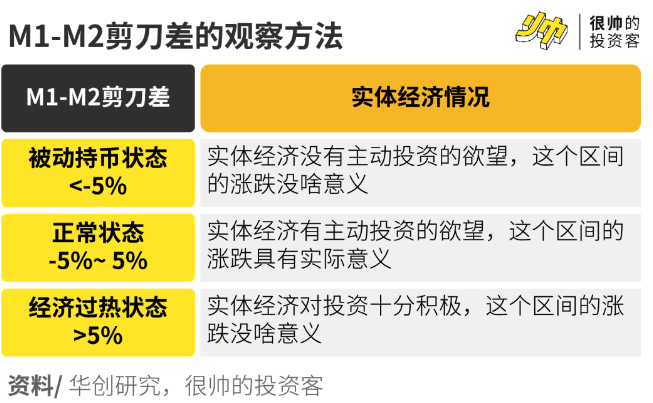 M1-M2剪刀差的观察方法
少帅
很帅的
投资客
M1-M2剪刀差
实体经济情况
被动持币状态
<-5%
实体经济没有主动投资的欲望，这个区间
的涨跌没啥意义
正常状态
-5%~ 5%
实体经济有主动投资的欲望，这个区间的
涨跌具有实际意义
经济过热状态
>5%
实体经济对投资十分积极，这个区间的涨
跌没啥意义
资料/ 华创研究，很帅的投资客